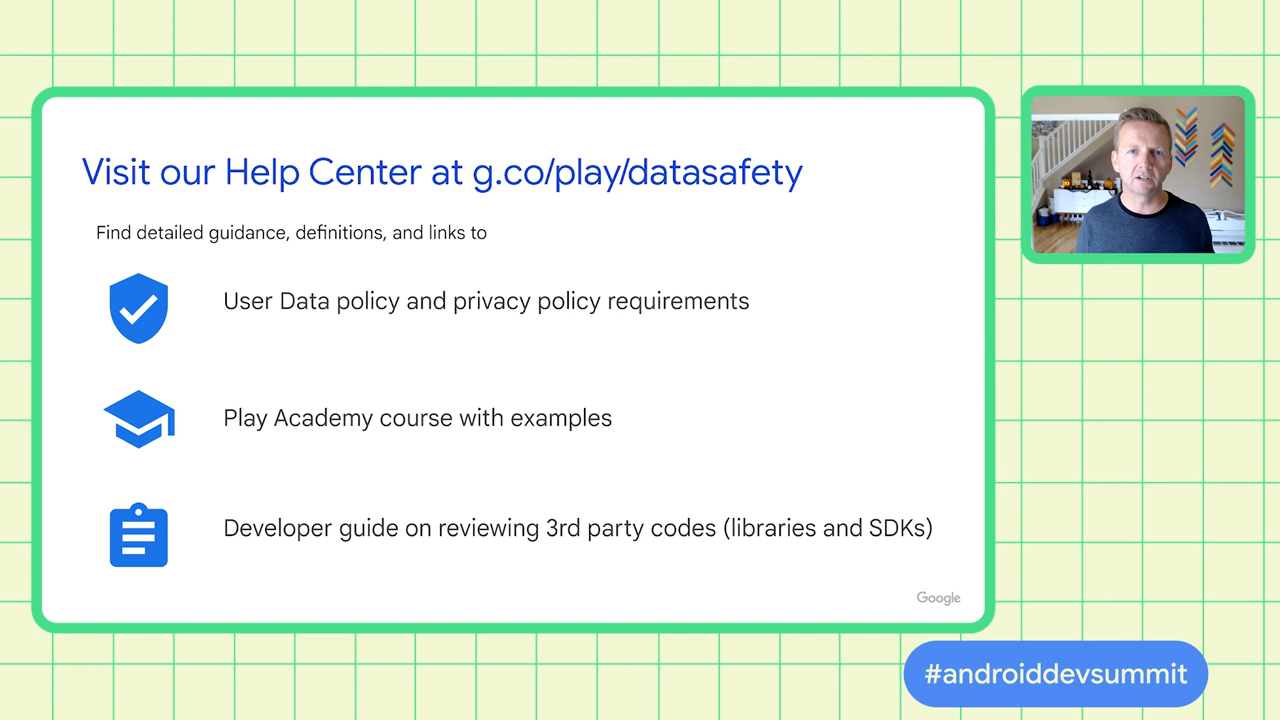 Visit our Help Center at g.co/play/datasafety
Find detailed guidance, definitions, and links to
User Data policy and privacy policy requirements
Play Academy course with examples
Developer guide on reviewing 3rd party codes (libraries and SDKs)
Google
#androiddevsummit